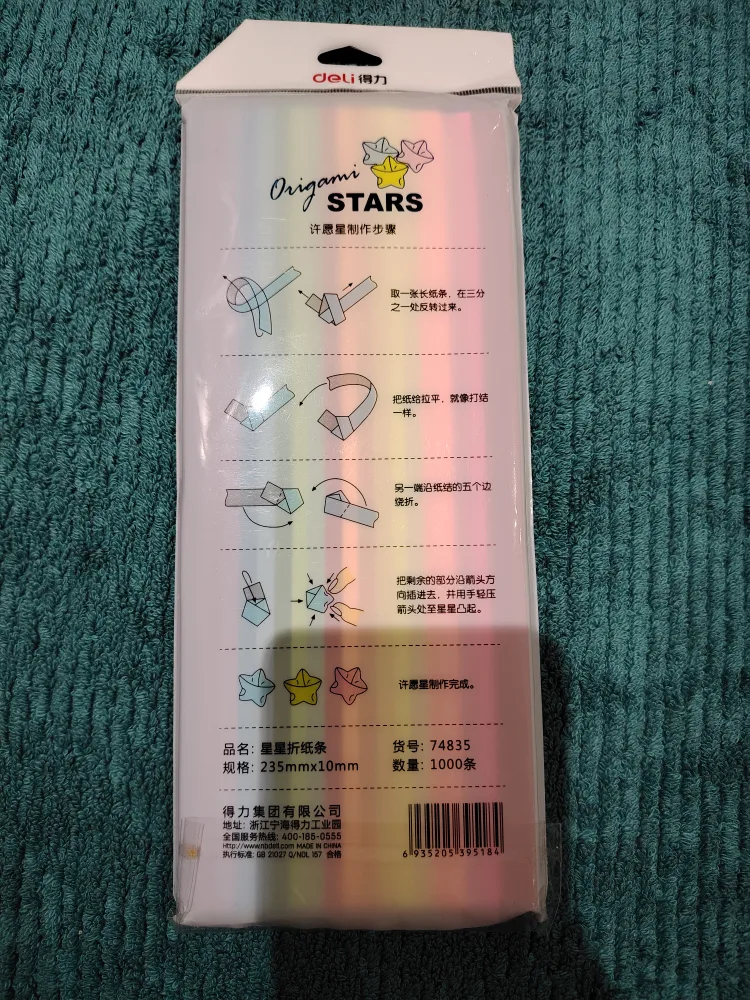 deli 得力
Origami
STARS
许愿星制作步骤
取一张长纸条，在三分
之一处反转过来。
把纸给拉平，就像打结
一样。
另一端沿纸结的五个边
绕折。
把剩余的部分沿箭头方
向插进去，并用手轻压
箭头处至星星凸起。
许愿星制作完成。
品名: 星星折纸条 货号: 74835
规格: 235mmx10mm 数量: 1000条
得力集团有限公司
地址: 浙江宁海得力工业园
全国服务热线: 400-185-0555
Http://www.nbdeli.com MADE IN CHINA
执行标准: GB 21027 Q/NDL 157 合格
6 935205 395184